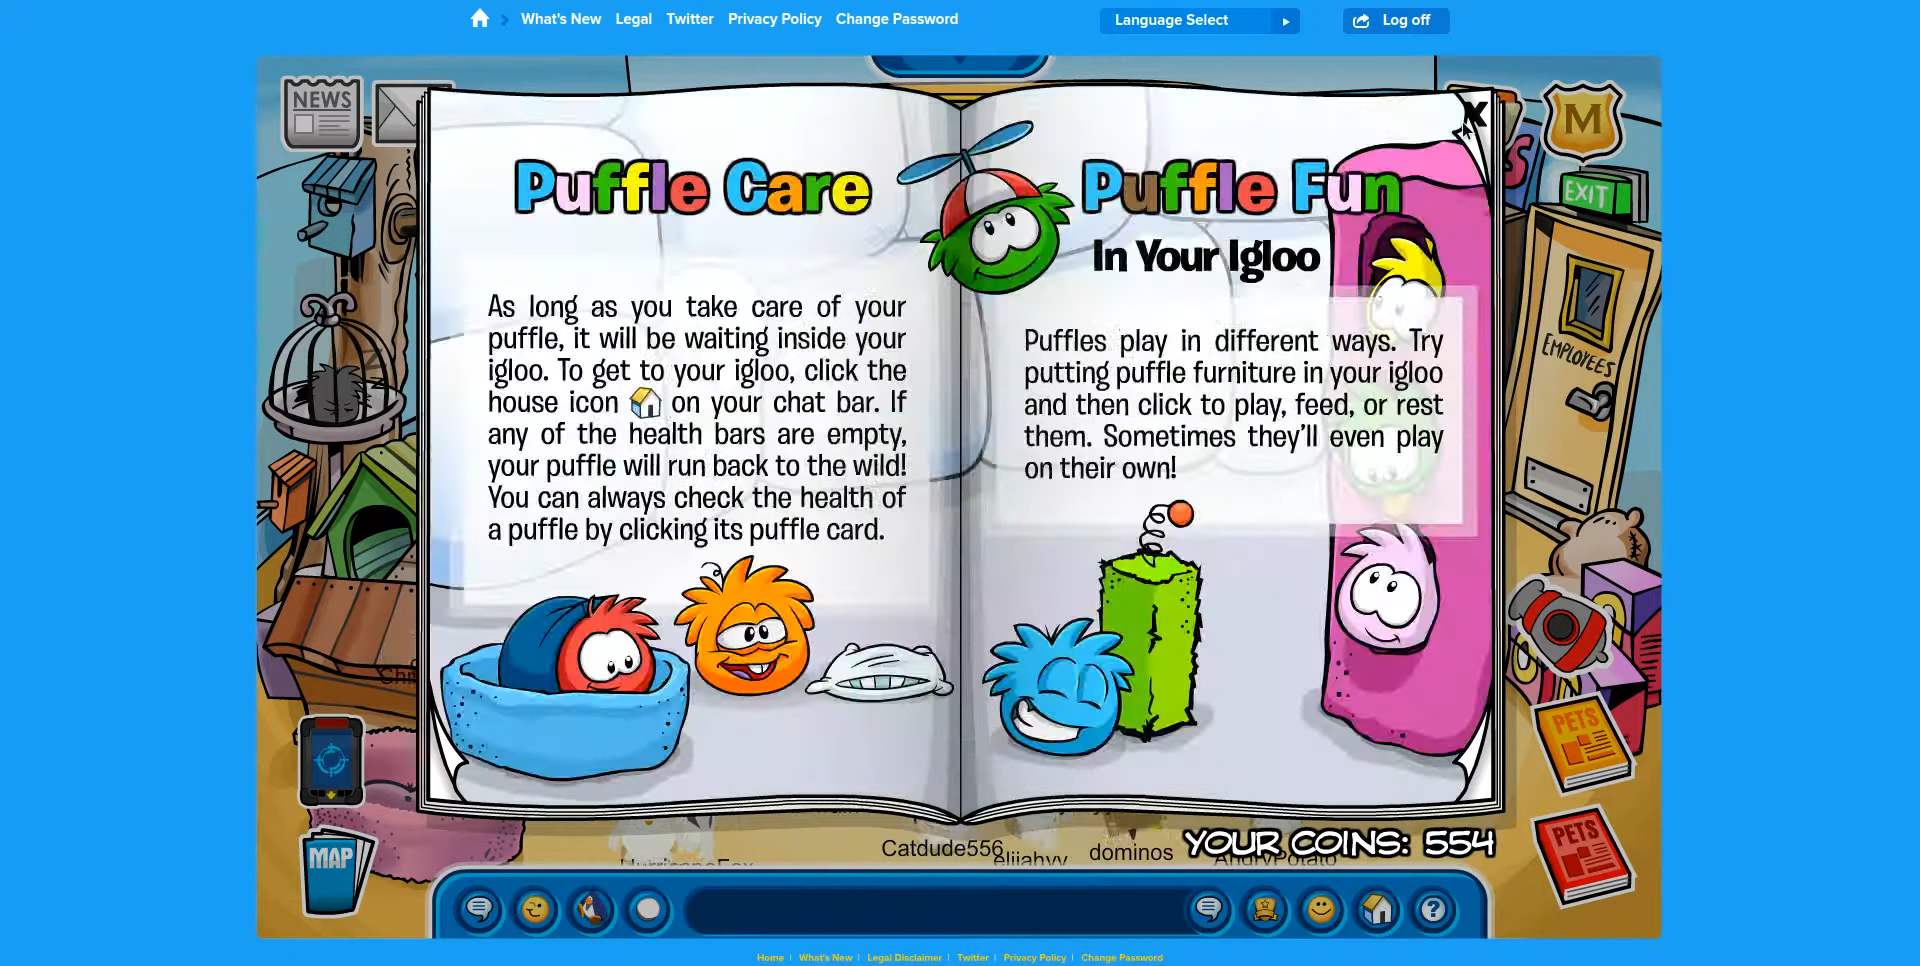 What's New Legal Twitter Privacy Policy Change Password Language Select Log off
NEWS
M
EXIT
EMPLOYEES
Puffle Care
As long as you take care of your
puffle, it will be waiting inside your
igloo. To get to your igloo, click the
house icon on your chat bar. If
any of the health bars are empty,
your puffle will run back to the wild!
You can always check the health of
a puffle by clicking its puffle card.
Puffle Fun
In Your Igloo
Puffles play in different ways. Try
putting puffle furniture in your igloo
and then click to play, feed, or rest
them. Sometimes they'll even play
on their own!
X
PETS
PETS
MAP
HurricaneFox
Catdude556
elijahvv
dominos
AndryPotato
YOUR COINS: 554
?
Home | What's New | Legal Disclaimer | Twitter | Privacy Policy | Change Password